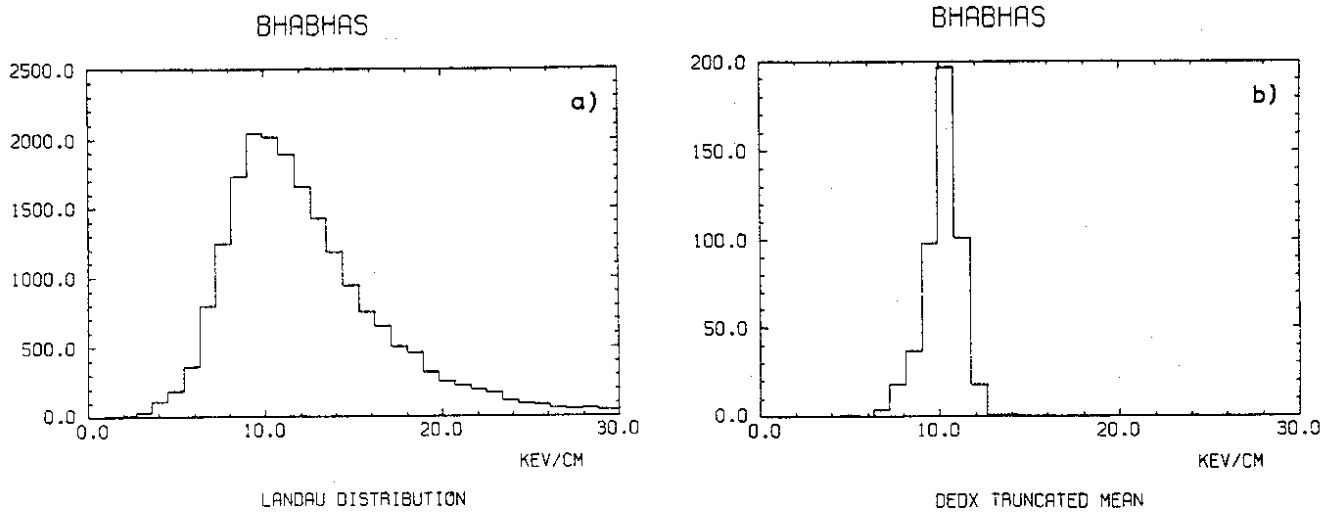 BHABHAS
a)
2500.0
2000.0
1500.0
1000.0
500.0
0.0
0.0
10.0
20.0
30.0
KEV/CM
LANDAU DISTRIBUTION
BHABHAS
b)
200.0
150.0
100.0
50.0
0.0
0.0
10.0
20.0
30.0
KEV/CM
DEDX TRUNCATED MEAN